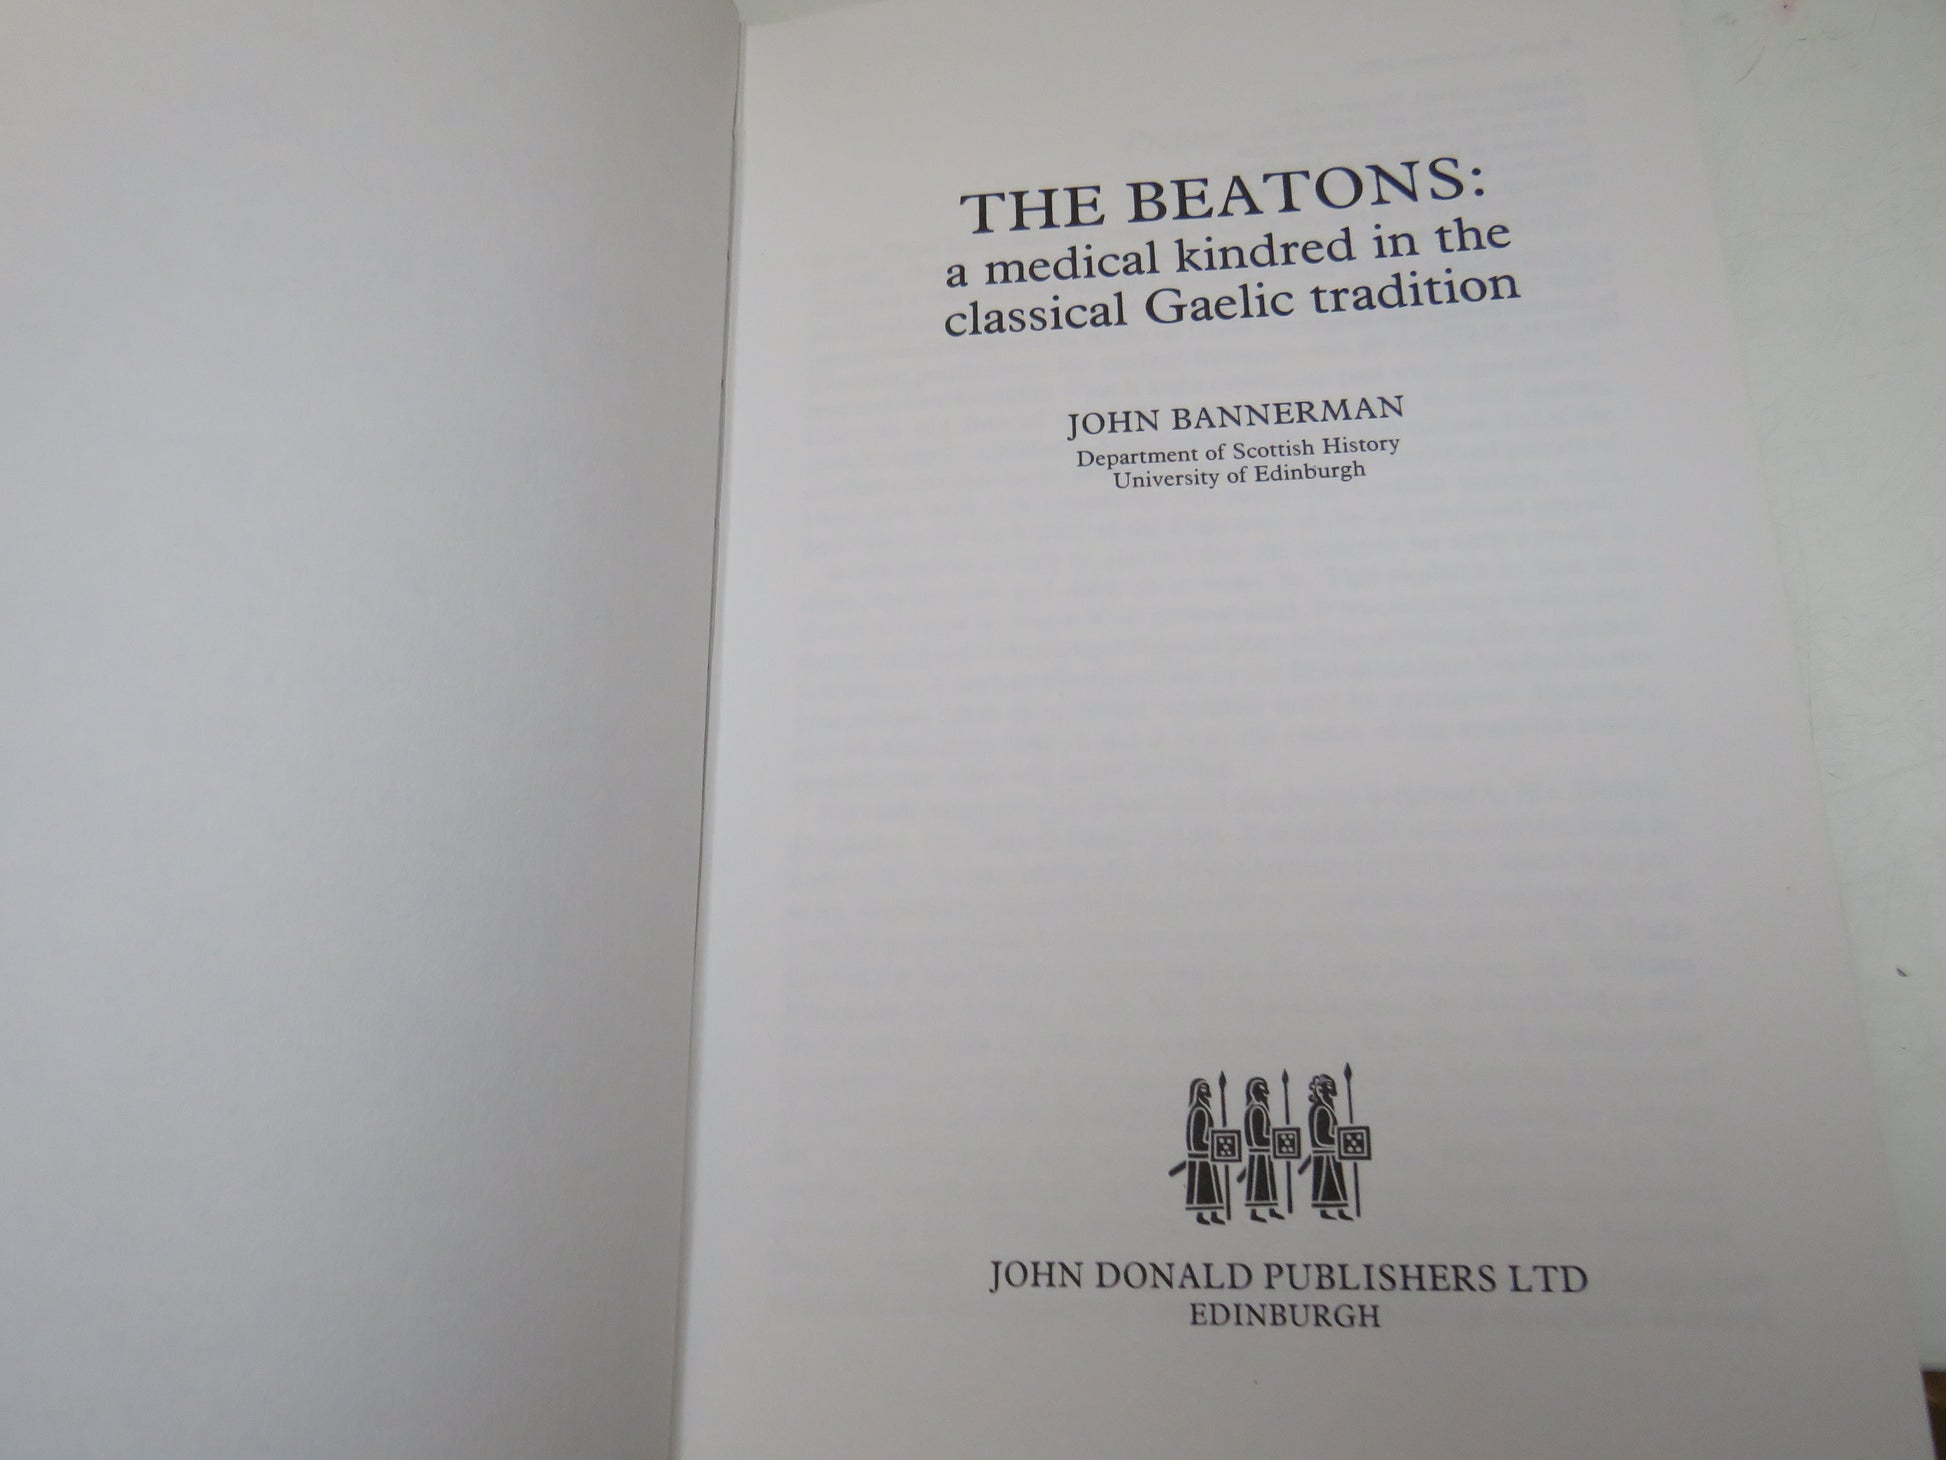 THE BEATONS:
a medical kindred in the
classical Gaelic tradition
JOHN BANNERMAN
Department of Scottish History
University of Edinburgh
JOHN DONALD PUBLISHERS LTD
EDINBURGH